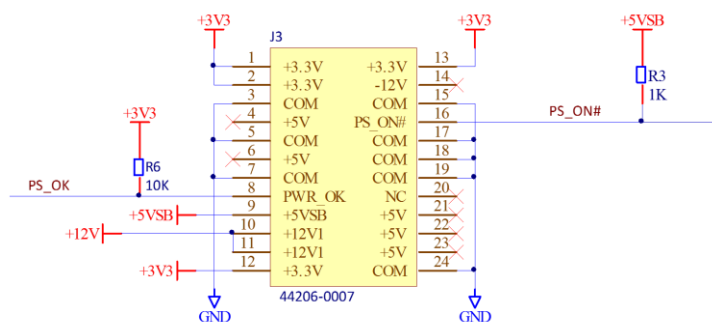 +3V3
+3V3
+5VSB
J3
1 +3.3V +3.3V 13
2 +3.3V -12V 14
3 COM COM 15
4 +5V PS_ON# 16
5 COM COM 17
6 +5V COM 18
7 COM COM 19
8 PWR_OK NC 20
9 +5VSB +5V 21
10 +12V1 +5V 22
11 +12V1 +5V 23
12 +3.3V COM 24
R3
1K
PS_ON#
+3V3
R6
10K
PS_OK
+5VSB
+12V
+3V3
44206-0007
GND
GND